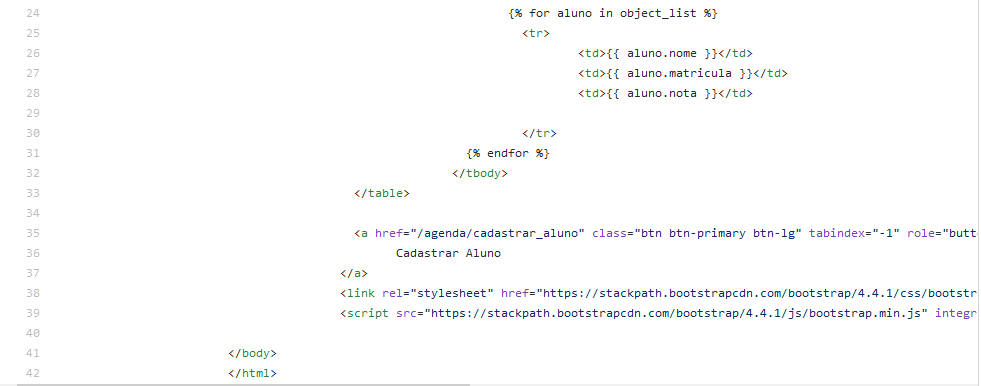 24 {% for aluno in object_list %}
25 <tr>
26 <td>{{ aluno.nome }}</td>
27 <td>{{ aluno.matricula }}</td>
28 <td>{{ aluno.nota }}</td>
29
30 </tr>
31 {% endfor %}
32 </tbody>
33 </table>
34
35 <a href="/agenda/cadastrar_aluno" class="btn btn-primary btn-lg" tabindex="-1" role="butt
36 Cadastrar Aluno
37 </a>
38 <link rel="stylesheet" href="https://stackpath.bootstrapcdn.com/bootstrap/4.4.1/css/bootstr
39 <script src="https://stackpath.bootstrapcdn.com/bootstrap/4.4.1/js/bootstrap.min.js" integr
40
41 </body>
42 </html>